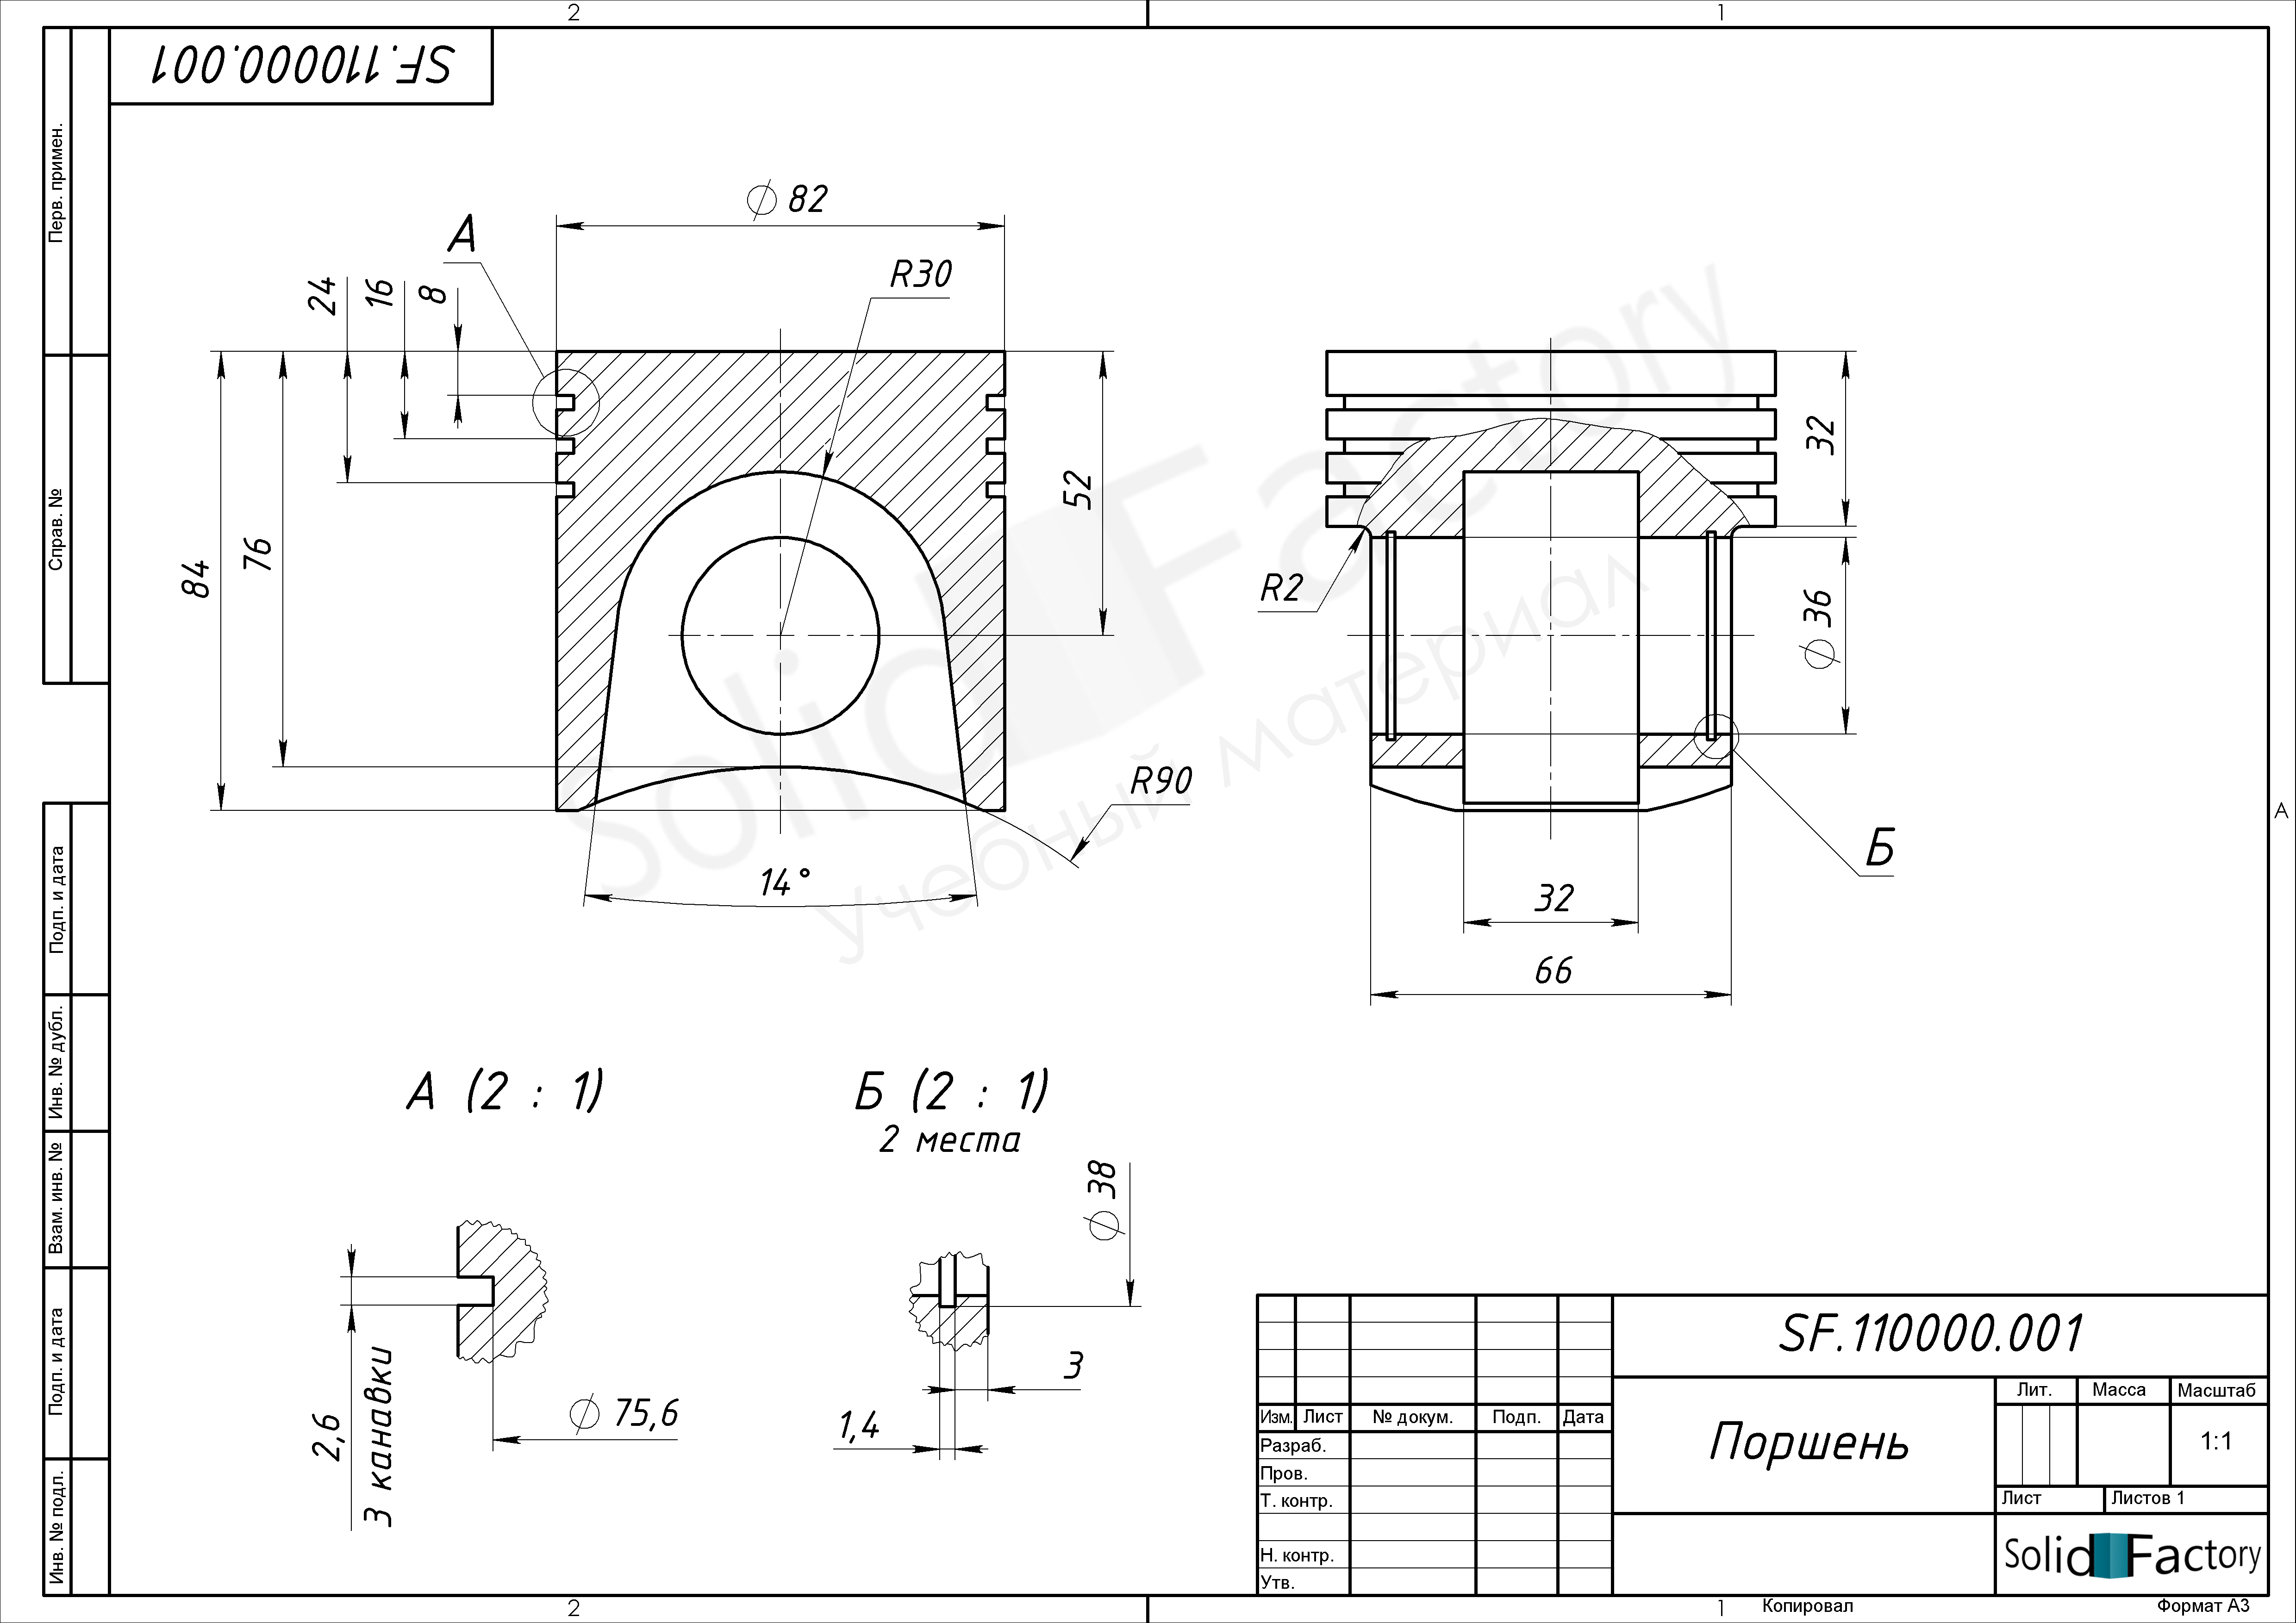 2
1
SF.110000.001
Перв. примен.
Справ. №
Подп. и дата
Инв. № дубл.
Взам. инв. №
Подп. и дата
Инв. № подл.
А
⌀ 82
R30
24
16
8
84
76
52
R90
14°
32
R2
⌀ 36
Б
32
66
А
Solid Factory
Учебный материал
А (2 : 1)
2,6
3 канавки
⌀ 75,6
Б (2 : 1)
2 места
⌀ 38
3
1,4
SF.110000.001
Лит. Масса Масштаб
Изм. Лист № докум. Подп. Дата
Поршень
1:1
Разраб.
Пров.
Т. контр.
Лист Листов 1
Н. контр.
Утв.
Solid Factory
2
1 Копировал Формат А3